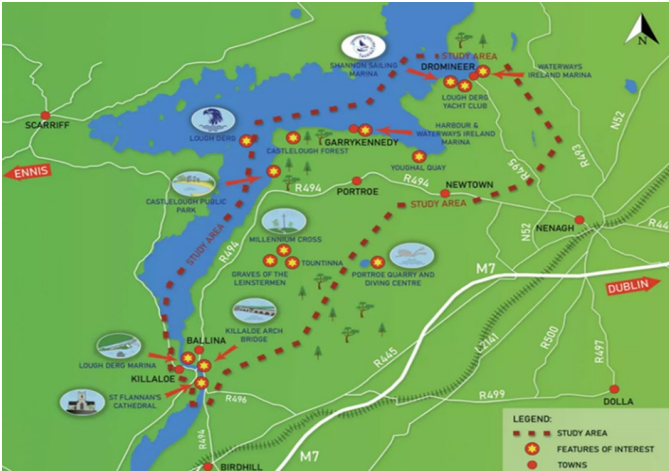 N
STUDY AREA
SHANNON SAILING
MARINA
DROMINEER
WATERWAYS
IRELAND MARINA
LOUGH DERG
YACHT CLUB
N52
SCARRIFF
LOUGH DERG
CASTLELOUGH FOREST
GARRYKENNEDY
HARBOUR &
WATERWAYS IRELAND
MARINA
YOUGHAL QUAY
R495
R493
ENNIS
CASTLELOUGH PUBLIC
PARK
R494
PORTROE
R494
NEWTOWN
STUDY AREA
STUDY AREA
R494
MILLENNIUM CROSS
TOUNTINNA
GRAVES OF THE
LEINSTERMEN
PORTROE QUARRY AND
DIVING CENTRE
N52
NENAGH
R44
M7
DUBLIN
KILLALOE ARCH
BRIDGE
BALLINA
LOUGH DERG MARINA
KILLALOE
ST FLANNAN'S
CATHEDRAL
R496
R494
BIRDHILL
M7
R445
L2141
R500
R497
R499
DOLLA
LEGEND:
STUDY AREA
FEATURES OF INTEREST
TOWNS